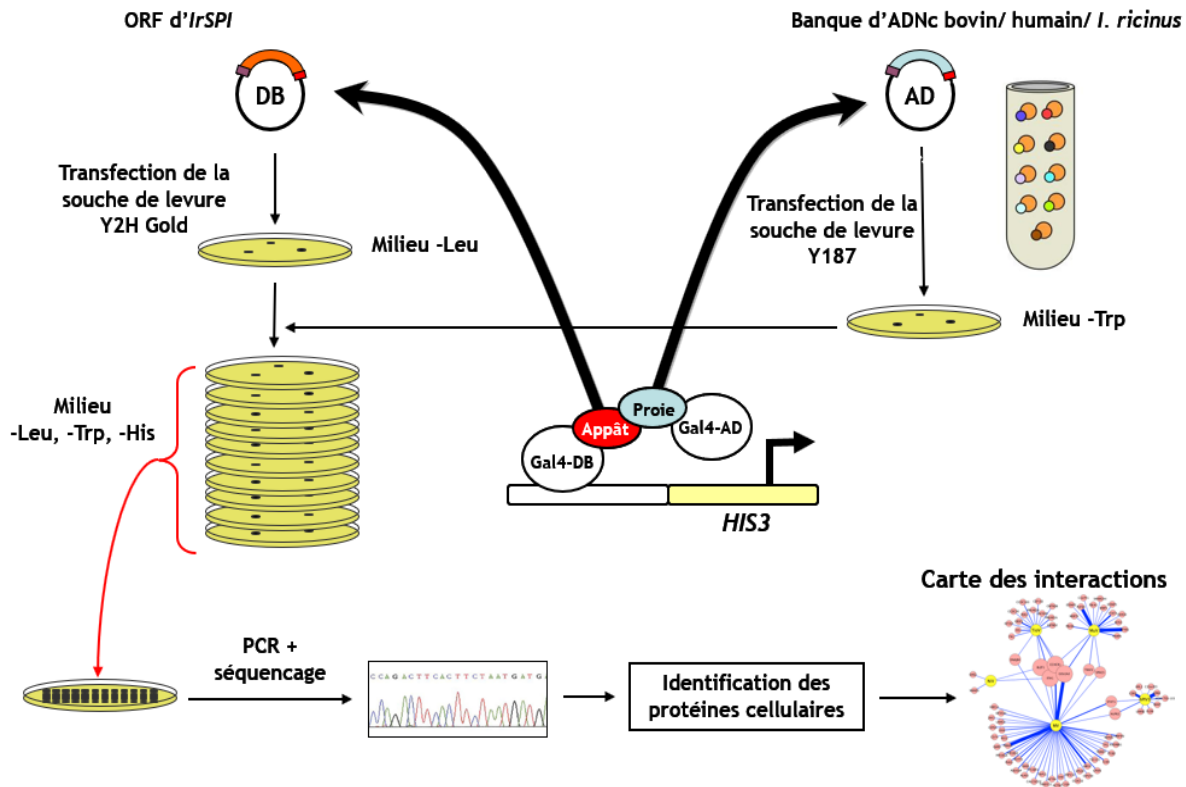 ORF d'IrSPI
Banque d'ADNc bovin/ humain/ I. ricinus
DB
AD
Transfection de la
souche de levure
Y2H Gold
Milieu -Leu
Transfection de la
souche de levure
Y187
Milieu -Trp
Milieu
-Leu, -Trp, -His
Proie
Appât
Gal4-AD
Gal4-DB
HIS3
Carte des interactions
PCR +
séquencage
CCAGACTTCACTTCTAATGATGA
Identification des
protéines cellulaires